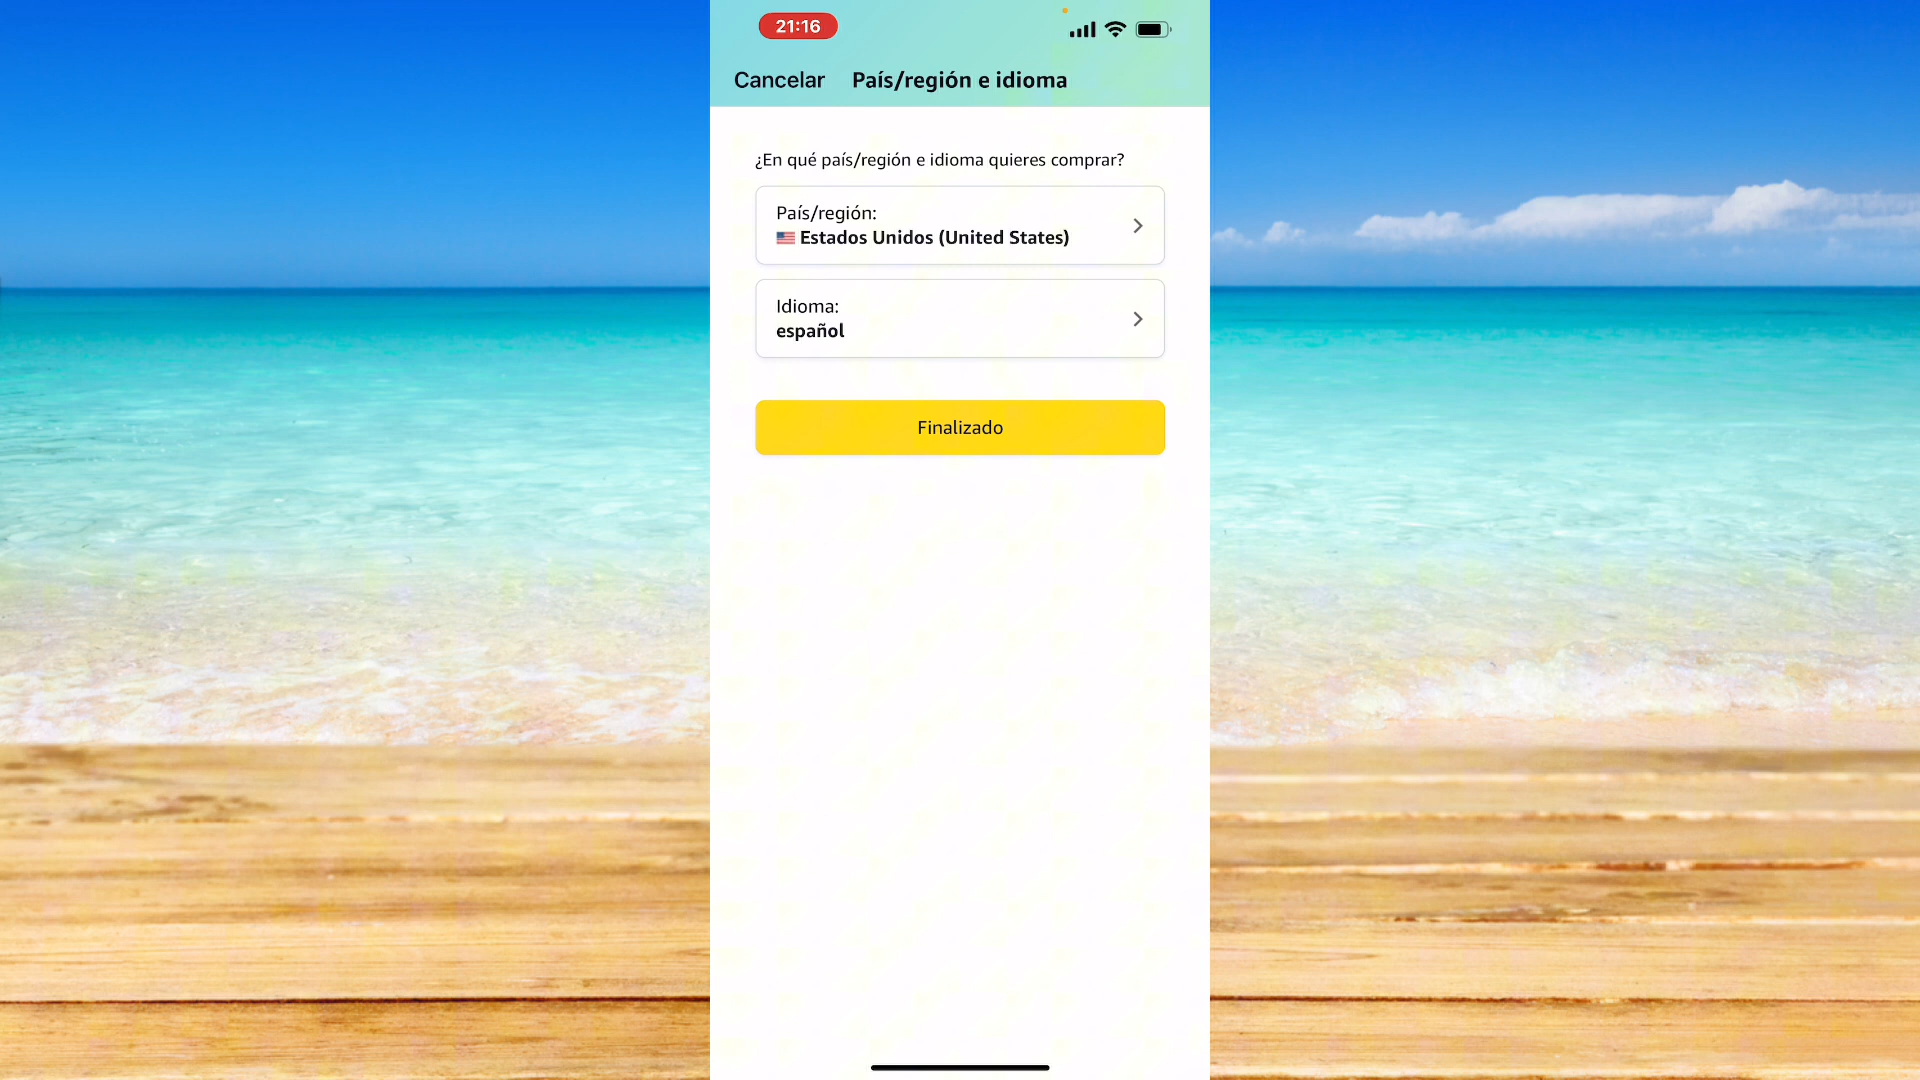 21:16
Cancelar País/región e idioma
¿En qué país/región e idioma quieres comprar?
País/región:
Estados Unidos (United States)
Idioma:
español
Finalizado